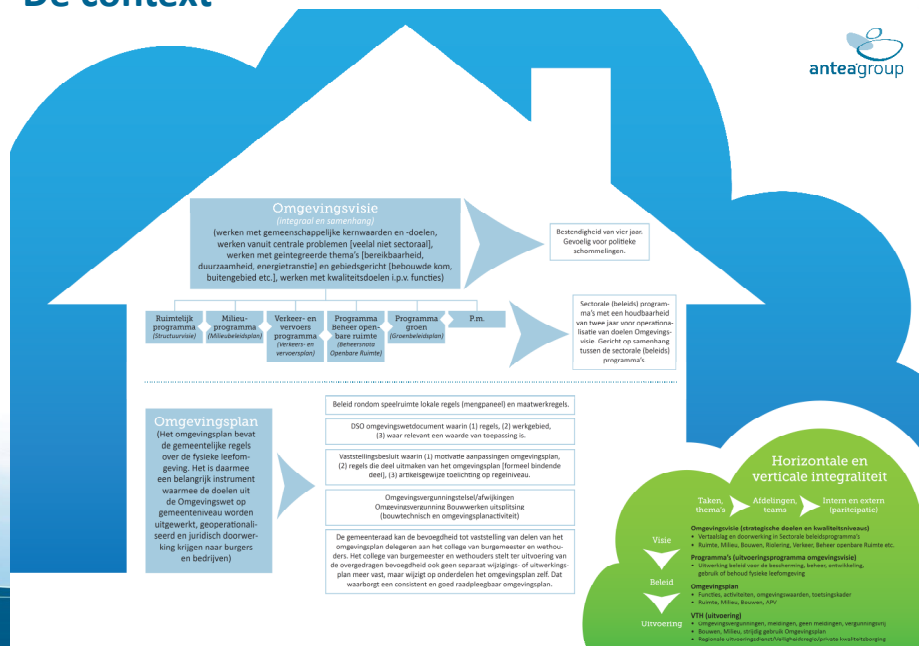 De context
anteagroup
Omgevingsvisie
(integraal en samenhang)
(werken met gemeenschappelijke kernwaarden en -doelen,
werken vanuit centrale problemen [veelal niet sectoraal],
werken met geïntegreerde thema's [bereikbaarheid,
duurzaamheid, energietranstie] en gebiedsgericht [bebouwde kom,
buitengebied etc.], werken met kwaliteitsdoelen i.p.v. functies)
Bestendigheid van vier jaar.
Gevoelig voor politieke
schommelingen.
Ruimtelijk
programma
(Structuurvisie)
Milieu-
programma
(Milieubeleidsplan)
Verkeer- en
vervoers
programma
(Verkeers- en
vervoersplan)
Programma
Beheer open-
bare ruimte
(Beheersnota
Openbare Ruimte)
Programma
groen
(Groenbeleidsplan)
P.m.
Sectorale (beleids) program-
ma's met een houdbaarheid
van twee jaar voor operationa-
lisatie van doelen Omgevings-
visie. Gericht op samenhang
tussen de sectorale (beleids)
programma's.
Omgevingsplan
(Het omgevingsplan bevat
de gemeentelijke regels
over de fysieke leefom-
geving. Het is daarmee
een belangrijk instrument
waarmee de doelen uit
de Omgevingswet op
gemeenteniveau worden
uitgewerkt, geoperationali-
seerd en juridisch doorwer-
king krijgen naar burgers
en bedrijven)
Beleid rondom speelruimte lokale regels (mengpaneel) en maatwerkregels.
DSO omgevingswetdocument waarin (1) regels, (2) werkgebied,
(3) waar relevant een waarde van toepassing is.
Vaststellingsbesluit waarin (1) motivatie aanpassingen omgevingsplan,
(2) regels die deel uitmaken van het omgevingsplan [formeel bindende
deel], (3) artikelsgewijze toelichting op regelniveau.
Omgevingsvergunningstelsel/afwijkingen
Omgevingsvergunning Bouwwerken uitsplitsing
(bouwtechnisch en omgevingsplanactiviteit)
De gemeenteraad kan de bevoegdheid tot vaststelling van delen van het
omgevingsplan delegeren aan het college van burgemeester en wethou-
ders. Het college van burgemeester en wethouders stelt ter uitvoering van
de overgedragen bevoegdheid ook geen separaat wijzigings- of uitwerkings-
plan meer vast, maar wijzigt op onderdelen het omgevingsplan zelf. Dat
waarborgt een consistent en goed raadpleegbaar omgevingsplan.
Horizontale en
verticale integraliteit
Taken,
thema's
Afdelingen,
teams
Intern en extern
(participatie)
Visie
Beleid
Uitvoering
Omgevingsvisie (strategische doelen en kwaliteitsniveaus)
• Vertaalslag en doorwerking in Sectorale beleidsprogramma's
• Ruimte, Milieu, Bouwen, Riolering, Verkeer, Beheer openbare Ruimte etc.
Programma's (uitvoeringsprogramma omgevingsvisie)
• Uitwerking beleid voor de bescherming, beheer, ontwikkeling,
gebruik of behoud fysieke leefomgeving
Omgevingsplan
• Functies, activiteiten, omgevingswaarden, toetsingskader
• Ruimte, Milieu, Bouwen, APV
VTH (uitvoering)
• Omgevingsvergunningen, meldingen, geen meldingen, vergunningsvrij
• Bouwen, Milieu, strijdig gebruik Omgevingsplan
• Regionale uitvoeringsdienst/Veiligheidsregio/private kwaliteitsborging